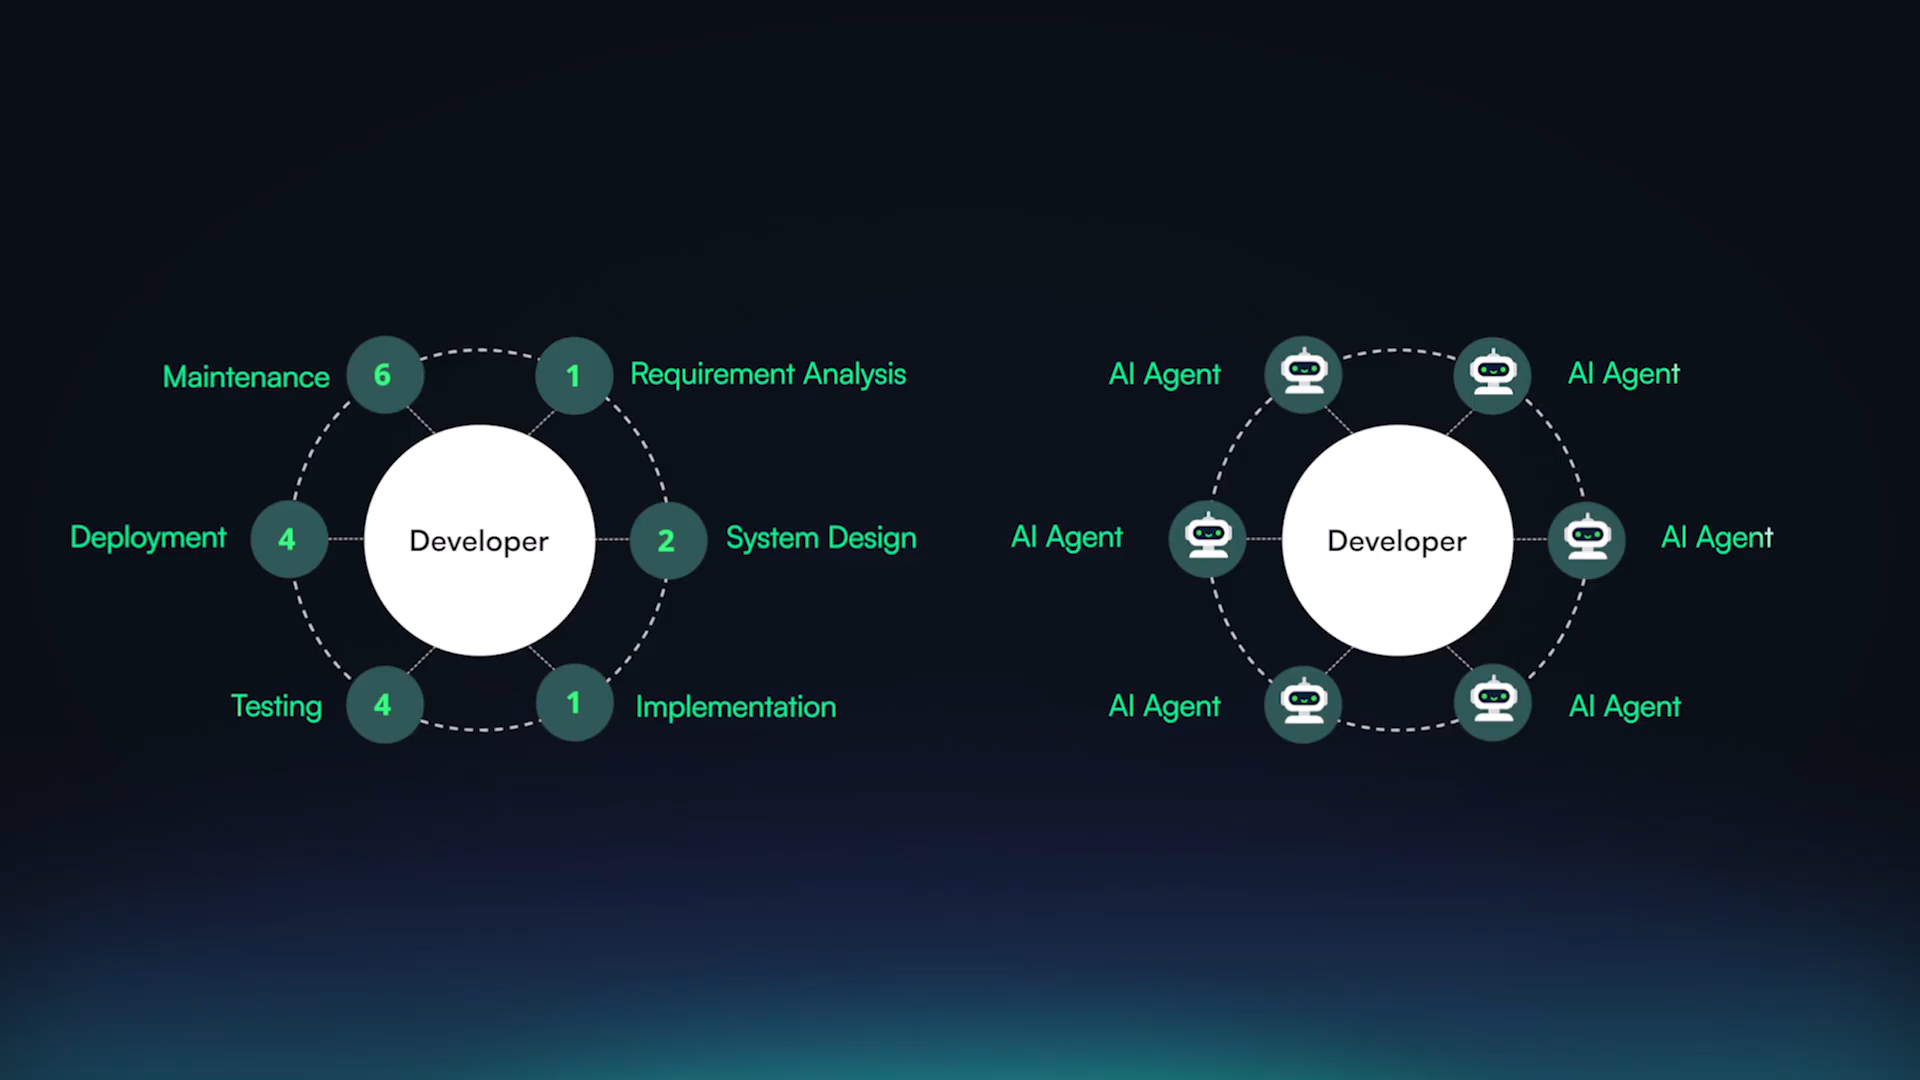 Maintenance
6
1
Requirement Analysis
Deployment
4
Developer
2
System Design
Testing
4
1
Implementation
AI Agent
AI Agent
AI Agent
Developer
AI Agent
AI Agent
AI Agent